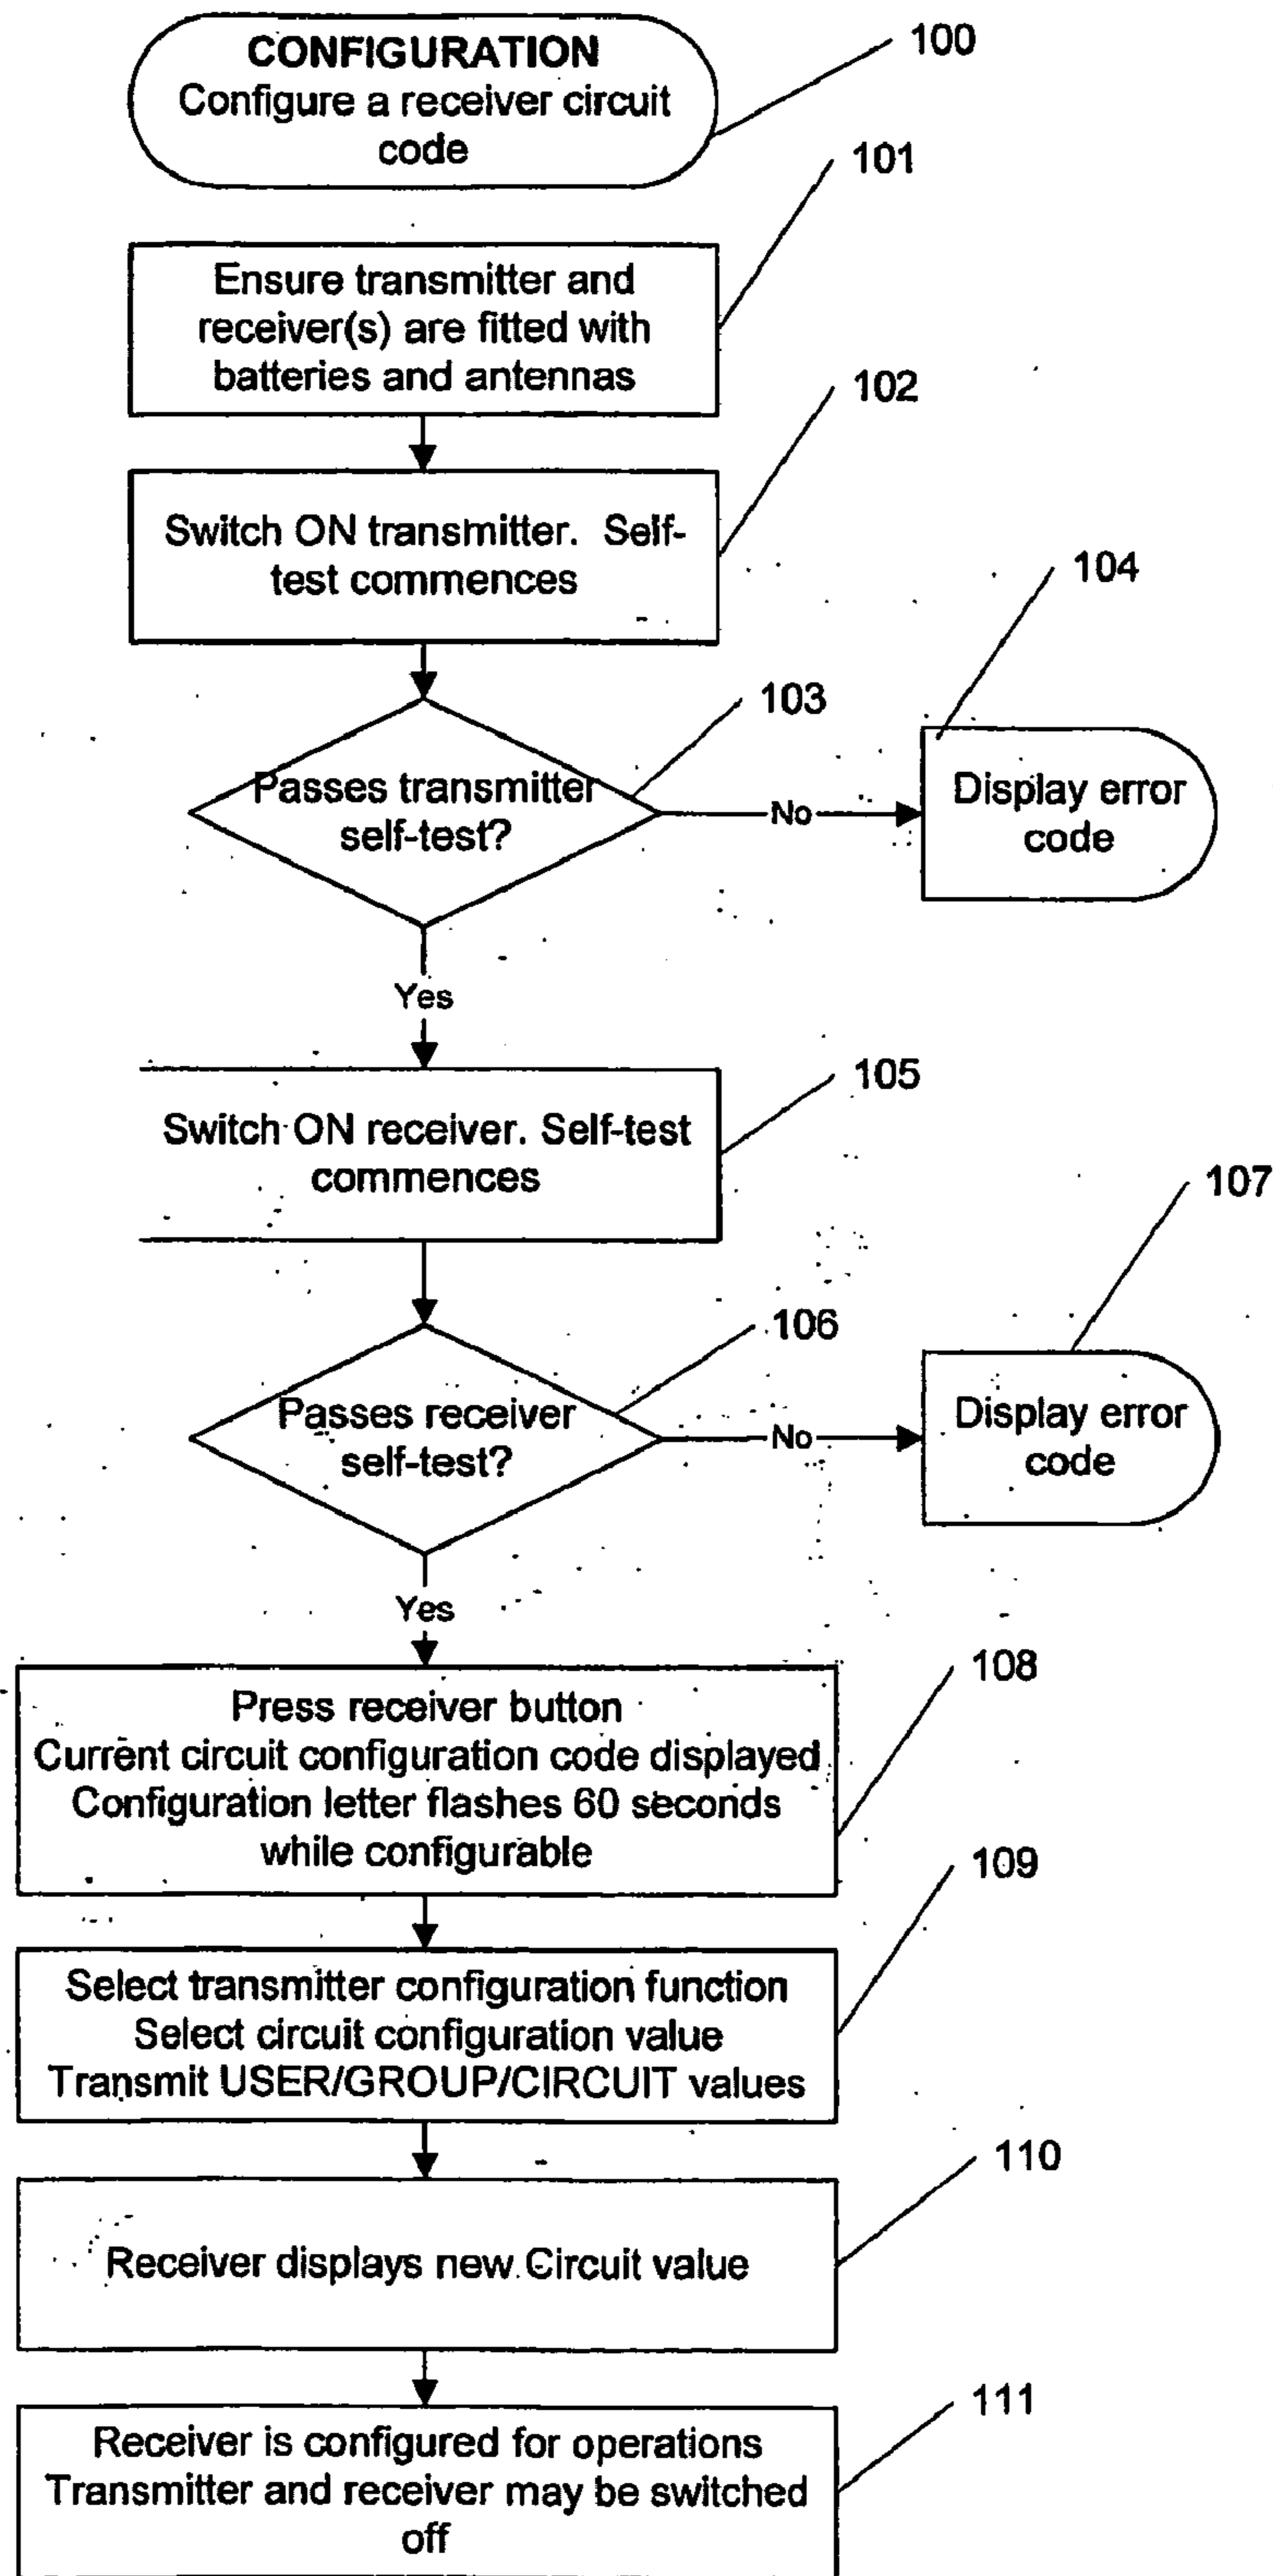 CONFIGURATION
Configure a receiver circuit
code
100
101
Ensure transmitter and
receiver(s) are fitted with
batteries and antennas
102
Switch ON transmitter. Self-
test commences
103
104
Passes transmitter
self-test?
No
Display error
code
Yes
105
Switch ON receiver. Self-test
commences
106
107
Passes receiver
self-test?
No
Display error
code
Yes
108
Press receiver button
Current circuit configuration code displayed
Configuration letter flashes 60 seconds
while configurable
109
Select transmitter configuration function
Select circuit configuration value
Transmit USER/GROUP/CIRCUIT values
110
Receiver displays new Circuit value
111
Receiver is configured for operations
Transmitter and receiver may be switched
off